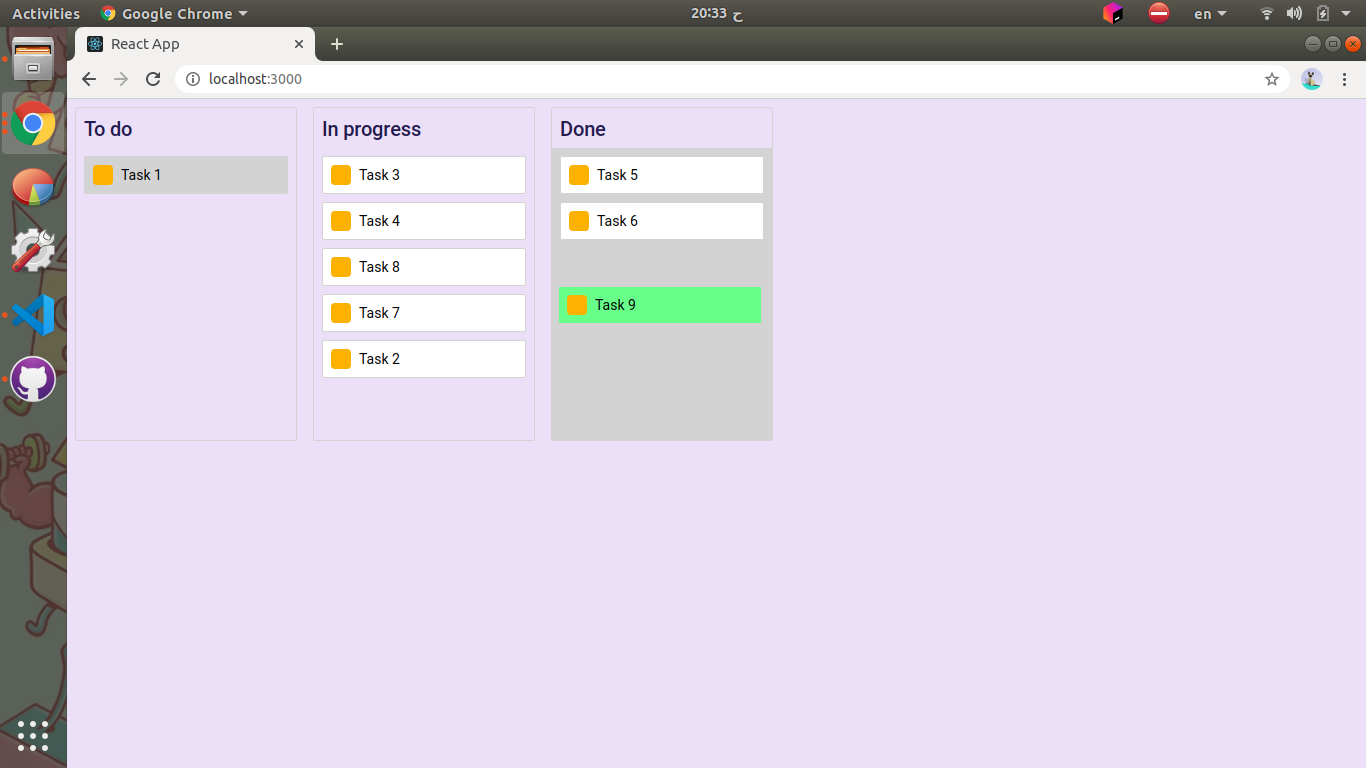 Activities
Google Chrome
20:33 ح
en
React App
localhost:3000
To do
Task 1
In progress
Task 3
Task 4
Task 8
Task 7
Task 2
Done
Task 5
Task 6
Task 9